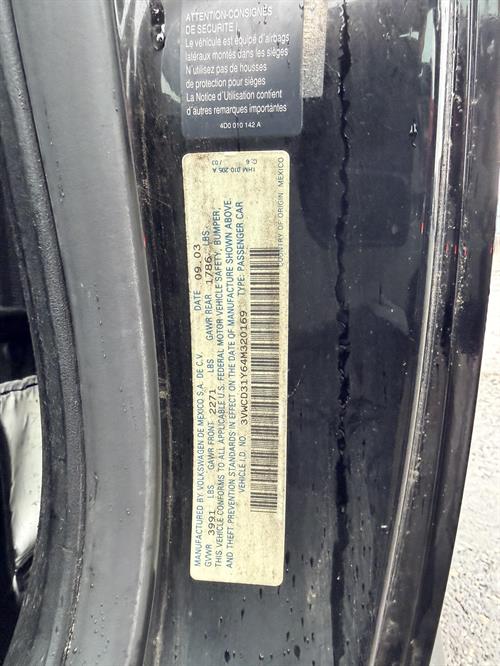 ATTENTION-CONSIGNES
DE SECURITE !
Le véhicule est équipé d'airbags
latéraux montés dans les sièges
N'utilisez pas de housses
de protection pour sièges
La Notice d'Utilisation contient
d'autres remarques importantes
4D0 010 142 A
1HM 010 205 A
MANUFACTURED BY VOLKSWAGEN DE MEXICO S.A. DE C.V. DATE 09.03
GVWR 3991 LBS GAWR FRONT 2271 LBS GAWR REAR 1786 LBS.
THIS VEHICLE CONFORMS TO ALL APPLICABLE U.S. FEDERAL MOTOR VEHICLE SAFETY, BUMPER,
AND THEFT PREVENTION STANDARDS IN EFFECT ON THE DATE OF MANUFACTURE SHOWN ABOVE.
VEHICLE I.D. NO. 3VWCD31Y64M320169 TYPE: PASSENGER CAR
COUNTRY OF ORIGIN MEXICO